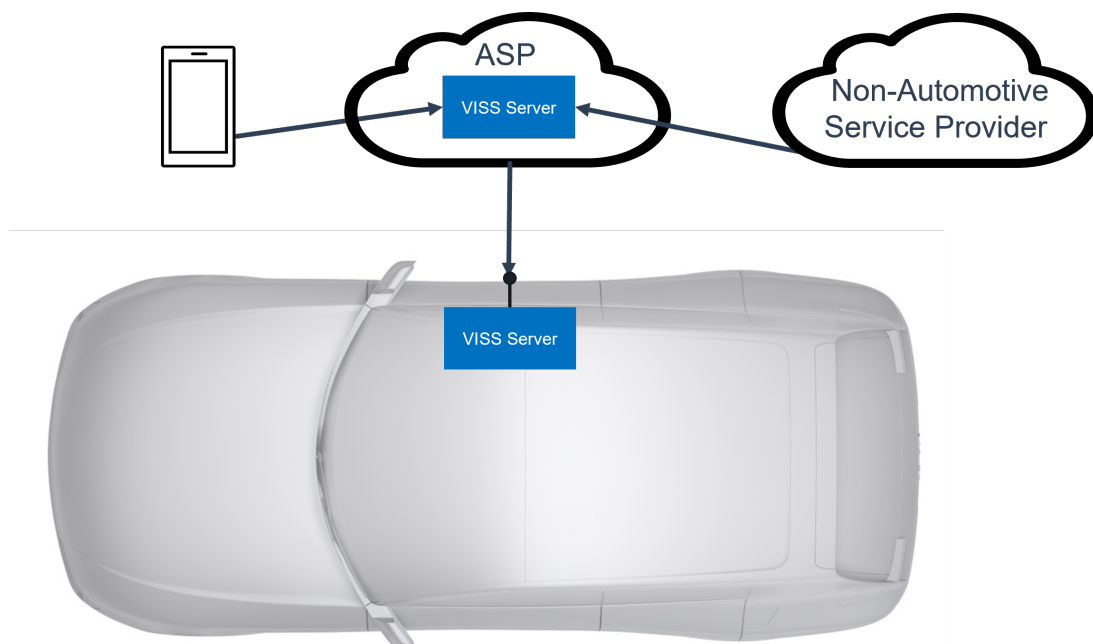 ASP
VISS Server
Non-Automotive
Service Provider
VISS Server